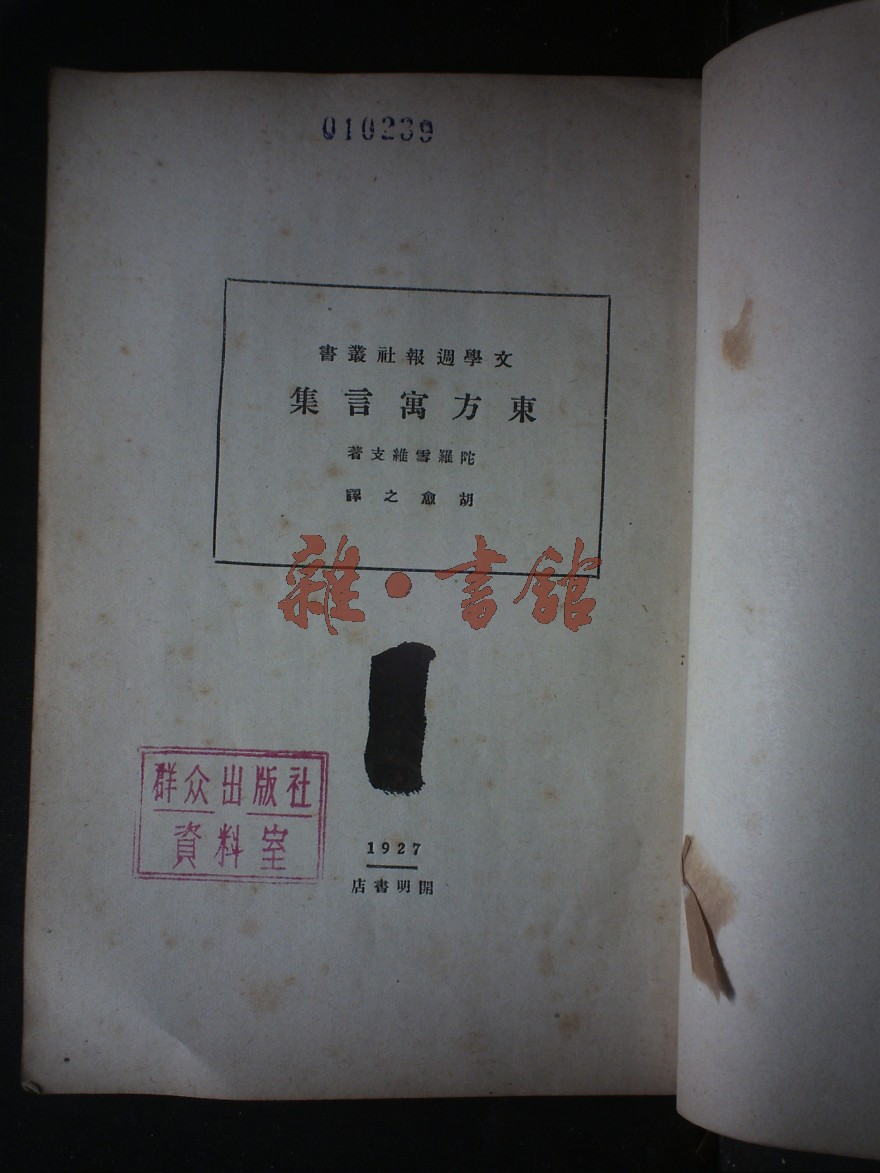 010239
文學週報社叢書
東方寓言集
陀羅雪維支著
胡愈之譯
雜·書館
群众出版社
資料室
1927
開明書店